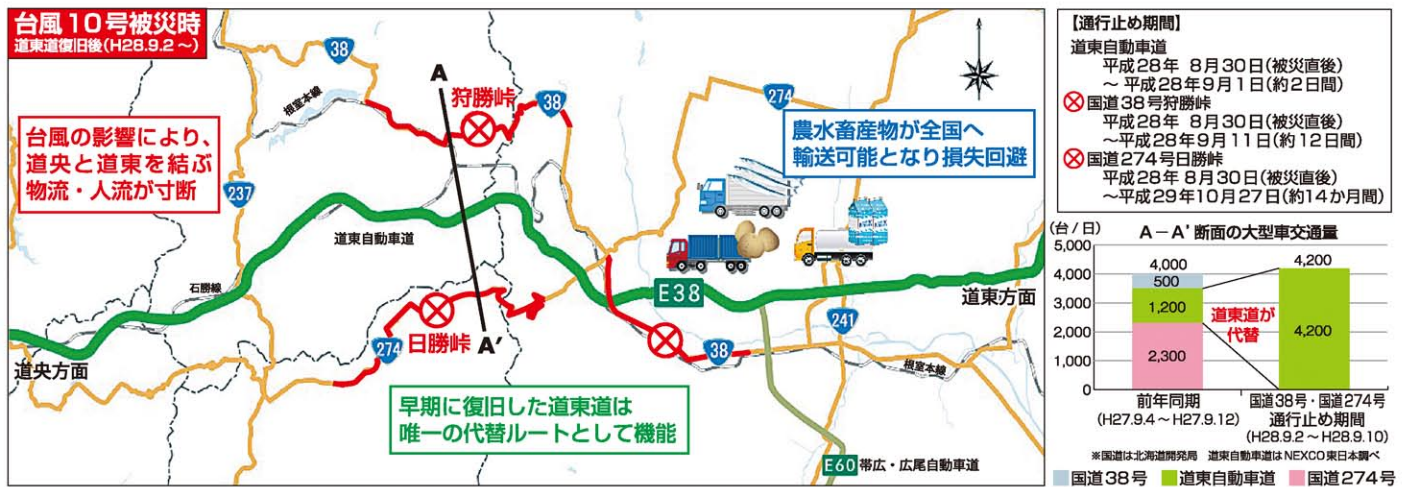 台風10号被災時
道東道復旧後(H28.9.2〜)
台風の影響により、
道央と道東を結ぶ
物流・人流が寸断
38
根室本線
A
狩勝峠
38
274
農水畜産物が全国へ
輸送可能となり損失回避
237
道東自動車道
石勝線
E38
道東方面
日勝峠
A′
274
道央方面
241
38
根室本線
早期に復旧した道東道は
唯一の代替ルートとして機能
E60 帯広・広尾自動車道
【通行止め期間】
道東自動車道
平成28年 8月30日(被災直後)
〜 平成28年9月1日(約2日間)
国道38号狩勝峠
平成28年 8月30日(被災直後)
〜平成28年9月11日(約12日間)
国道274号日勝峠
平成28年 8月30日(被災直後)
〜平成29年10月27日(約14か月間)
(台/日)
A−A′断面の大型車交通量
5,000
4,000
3,000
2,000
1,000
0
4,000
500
1,200
2,300
道東道が
代替
4,200
4,200
前年同期
(H27.9.4〜H27.9.12)
国道38号・国道274号
通行止め期間
(H28.9.2〜H28.9.10)
※国道は北海道開発局 道東自動車道はNEXCO東日本調べ
国道38号 道東自動車道 国道274号